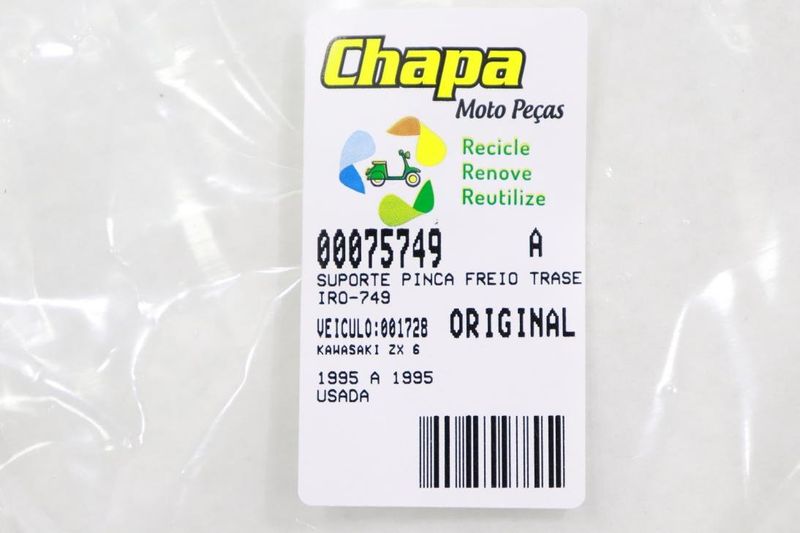 Chapa
Moto Peças
Recicle
Renove
Reutilize
00075749 A
SUPORTE PINCA FREIO TRASE
IRO-749
VEICULO:001728 ORIGINAL
KAWASAKI ZX 6
1995 A 1995
USADA